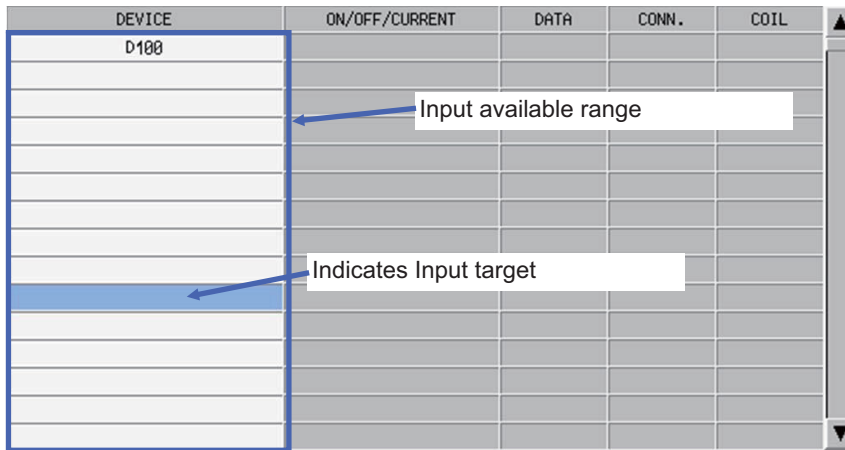 DEVICE ON/OFF/CURRENT DATA CONN. COIL
D100
Input available range
Indicates Input target